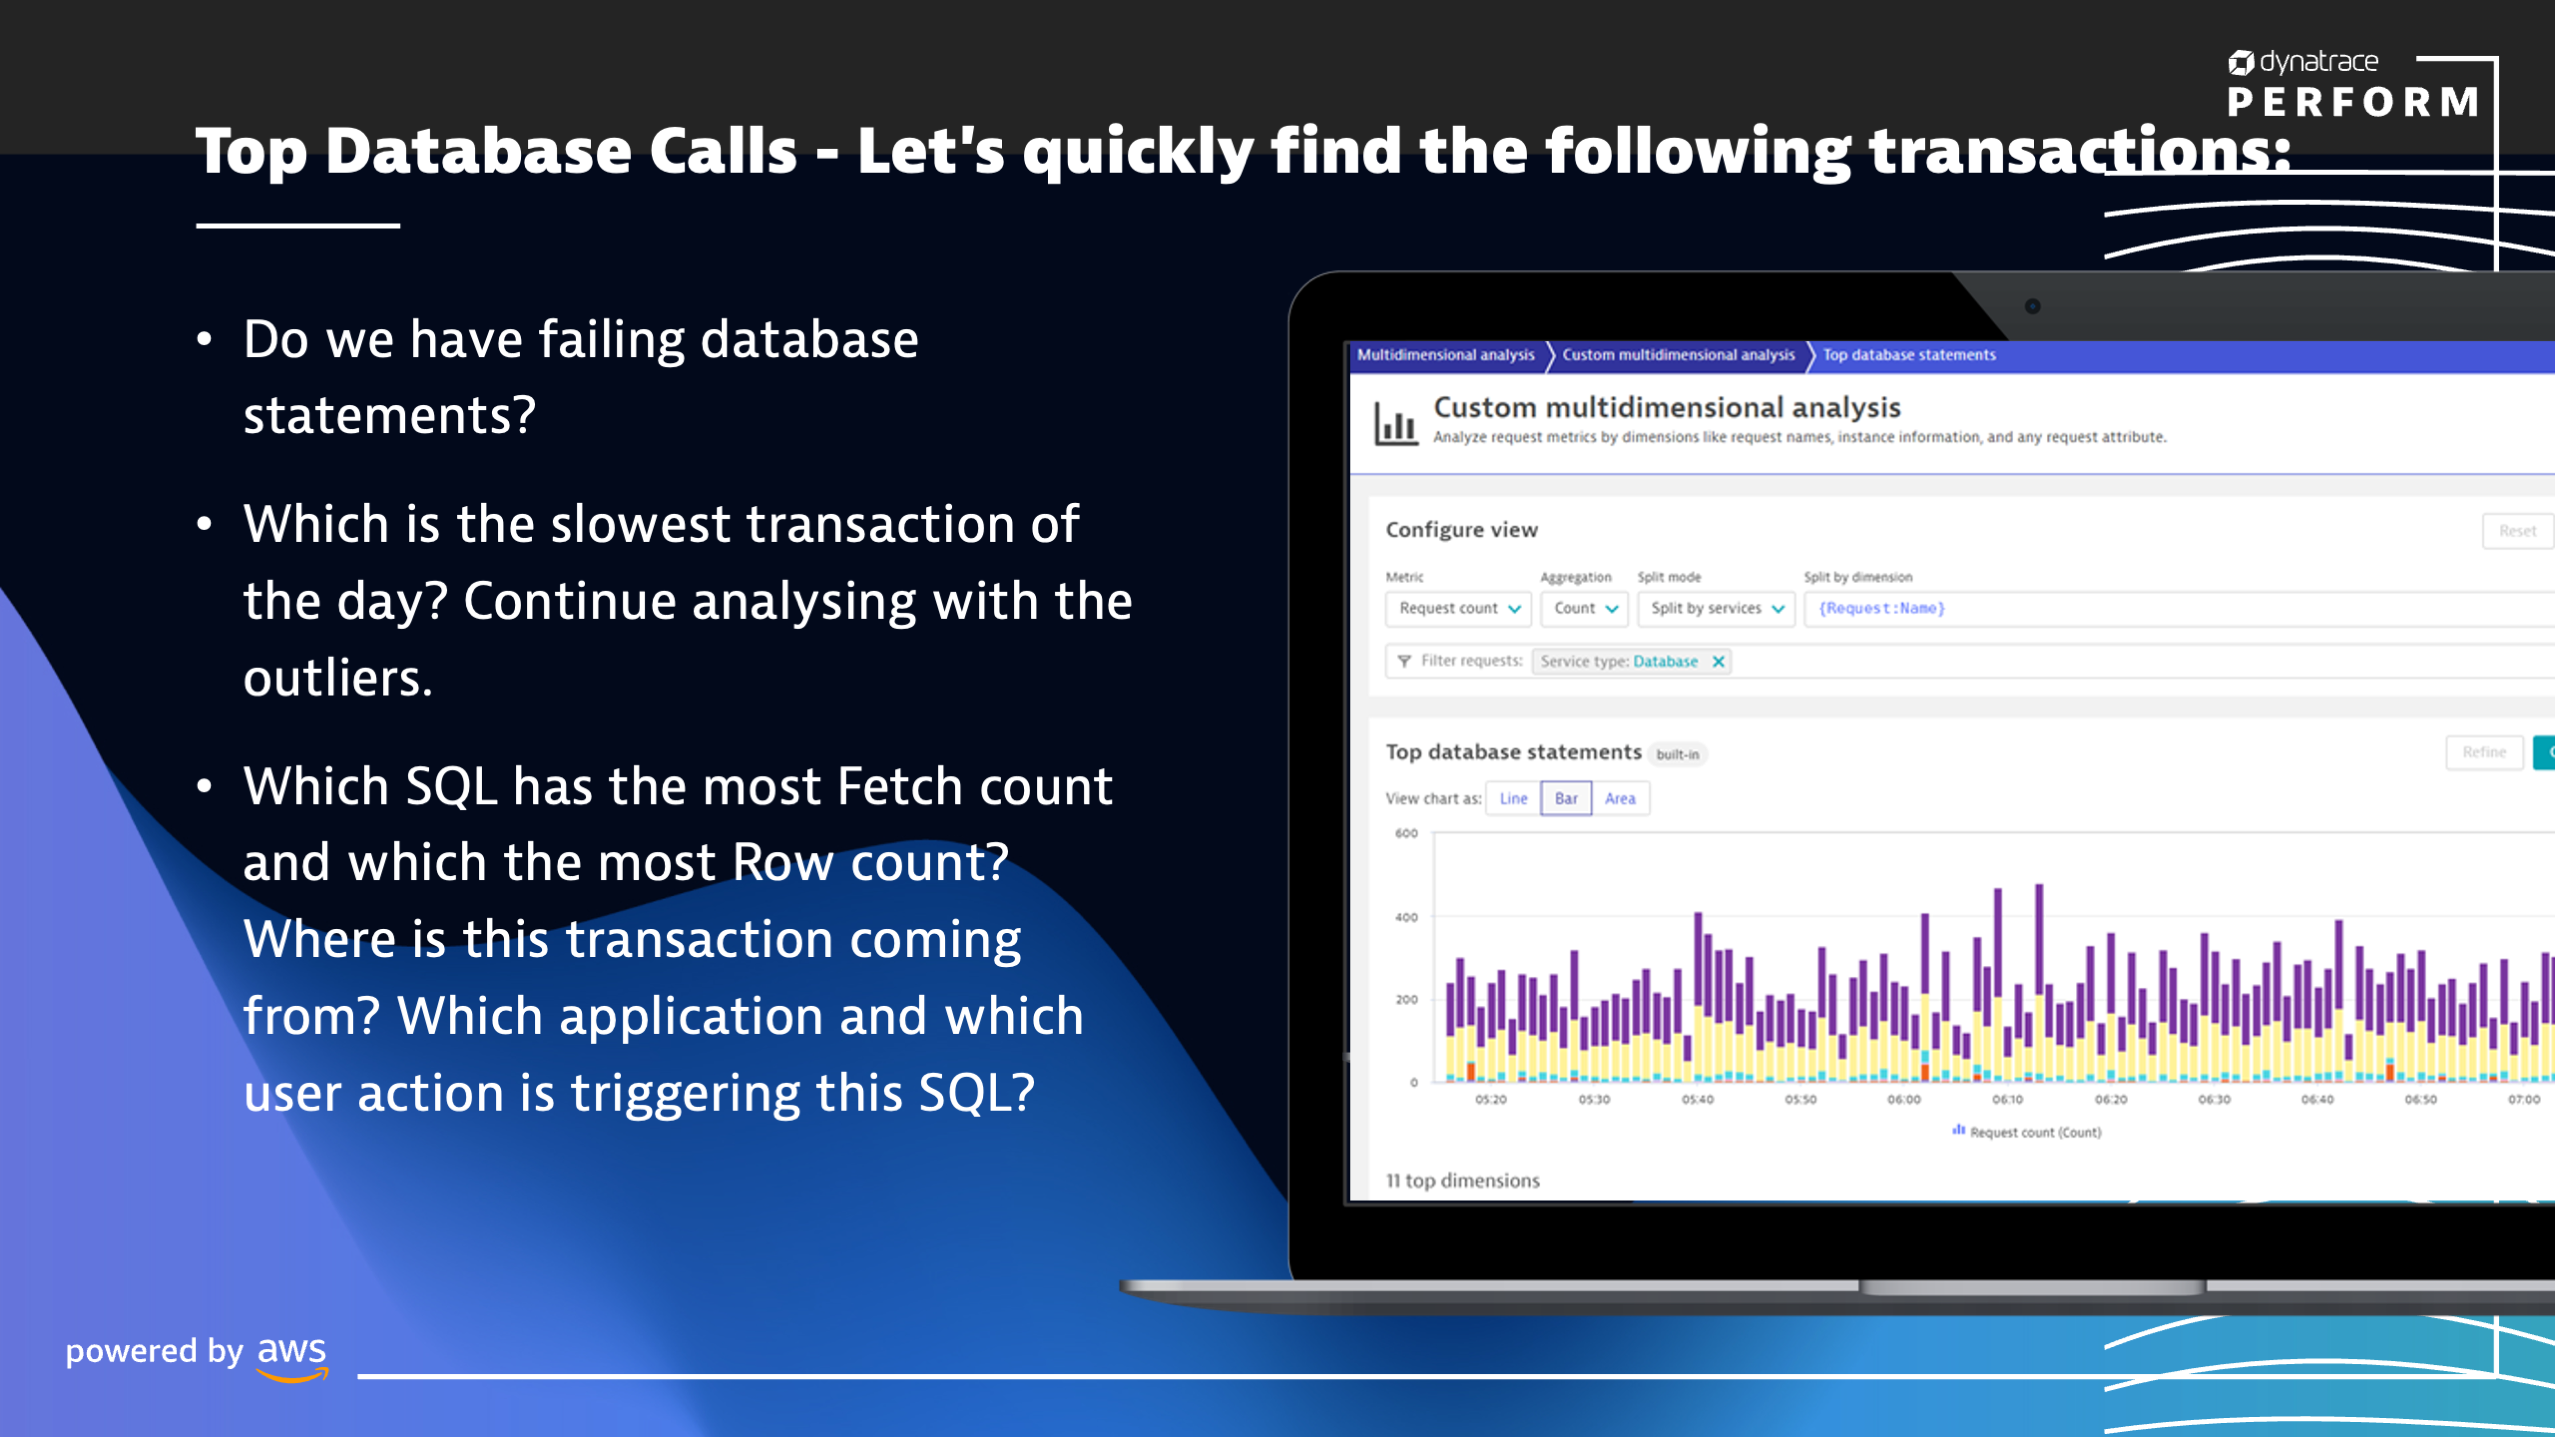 dynatrace
PERFORM
Top Database Calls - Let's quickly find the following transactions:
• Do we have failing database
statements?
• Which is the slowest transaction of
the day? Continue analysing with the
outliers.
• Which SQL has the most Fetch count
and which the most Row count?
Where is this transaction coming
from? Which application and which
user action is triggering this SQL?
Multidimensional analysis Custom multidimensional analysis Top database statements
Custom multidimensional analysis
Analyze request metrics by dimensions like request names, instance information, and any request attribute.
Configure view Reset
Metric Aggregation Split mode Split by dimension
Request count Count Split by services {Request:Name}
Filter requests: Service type: Database
Top database statements built-in Refine
View chart as: Line Bar Area
600
400
200
0
05:20 05:30 05:40 05:50 06:00 06:10 06:20 06:30 06:40 06:50 07:00
Request count (Count)
11 top dimensions
powered by aws